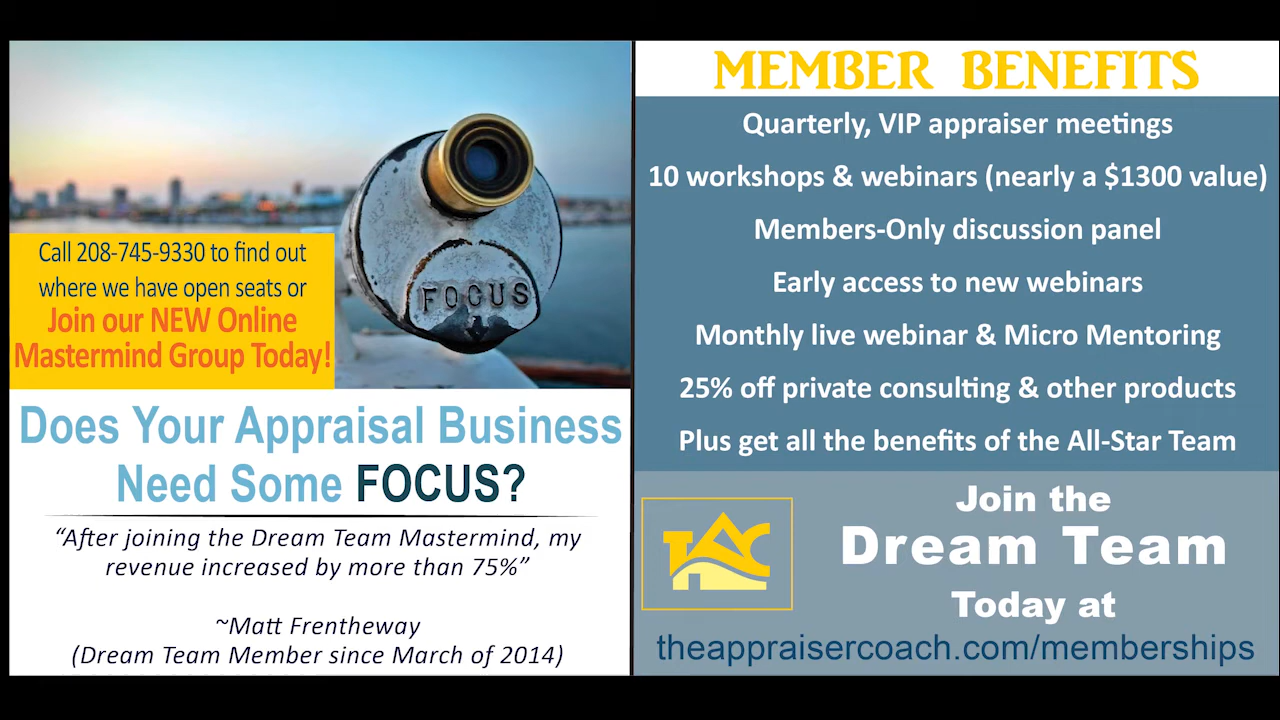 Call 208-745-9330 to find out
where we have open seats or
Join our NEW Online
Mastermind Group Today!
FOCUS
Does Your Appraisal Business
Need Some FOCUS?
“After joining the Dream Team Mastermind, my
revenue increased by more than 75%”
~Matt Frentheway
(Dream Team Member since March of 2014)
MEMBER BENEFITS
Quarterly, VIP appraiser meetings
10 workshops & webinars (nearly a $1300 value)
Members-Only discussion panel
Early access to new webinars
Monthly live webinar & Micro Mentoring
25% off private consulting & other products
Plus get all the benefits of the All-Star Team
TAC
Join the
Dream Team
Today at
theappraisercoach.com/memberships